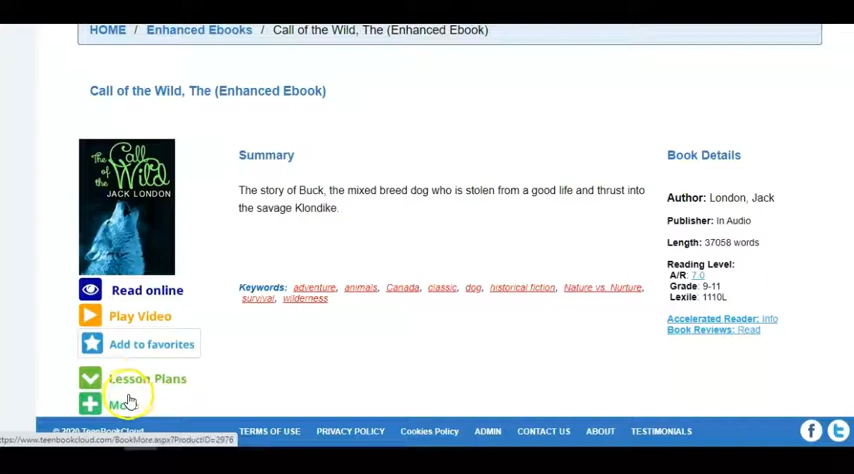 HOME / Enhanced Ebooks / Call of the Wild, The (Enhanced Ebook)
Call of the Wild, The (Enhanced Ebook)
The Call
of the Wild
JACK LONDON
Read online
Play Video
Add to favorites
Lesson Plans
Summary
The story of Buck, the mixed breed dog who is stolen from a good life and thrust into
the savage Klondike.
Keywords: adventure, animals, Canada, classic, dog, historical fiction, Nature vs. Nurture,
survival, wilderness
Book Details
Author: London, Jack
Publisher: In Audio
Length: 37058 words
Reading Level:
A/R: 7.0
Grade: 9-11
Lexile: 1110L
Accelerated Reader: Info
Book Reviews: Read
© 2020 TeenBookCloud
TERMS OF USE PRIVACY POLICY Cookies Policy ADMIN CONTACT US ABOUT TESTIMONIALS
https://www.teenbookcloud.com/BookMore.aspx?ProductID=2976